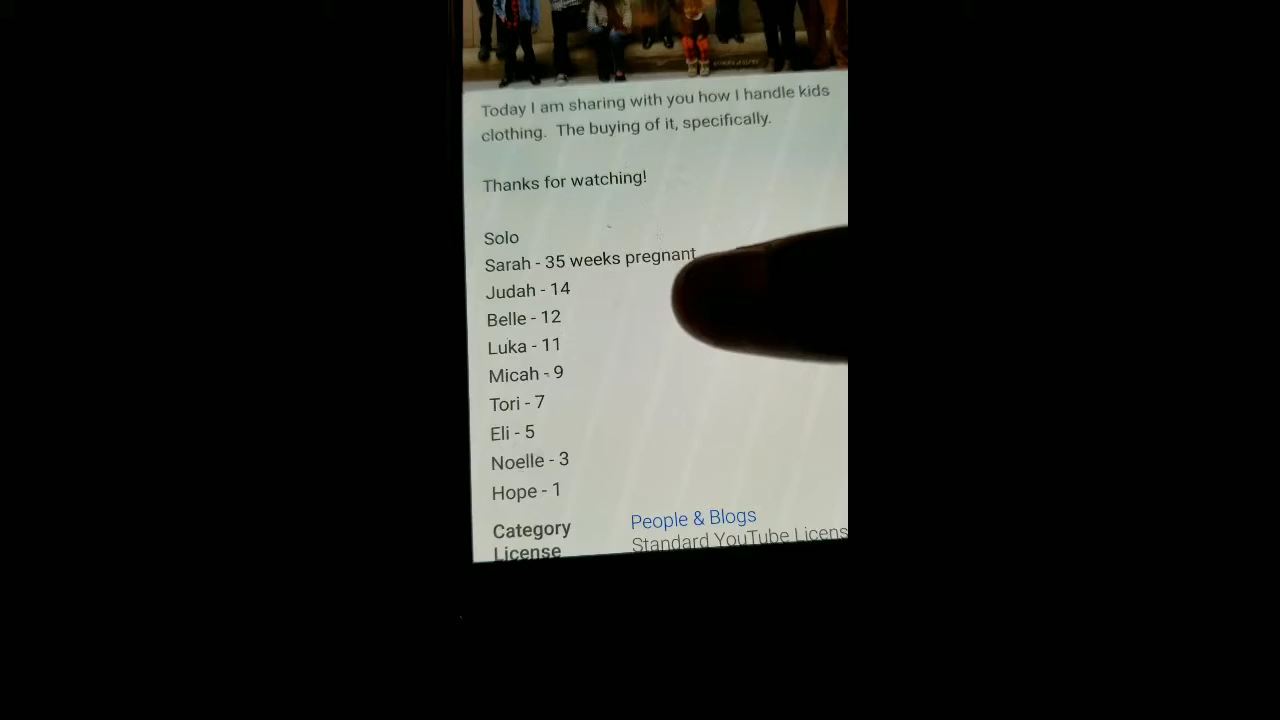 Today I am sharing with you how I handle kids
clothing. The buying of it, specifically.
Thanks for watching!
Solo
Sarah - 35 weeks pregnant
Judah - 14
Belle - 12
Luka - 11
Micah - 9
Tori - 7
Eli - 5
Noelle - 3
Hope - 1
Category People & Blogs
License Standard YouTube Licens